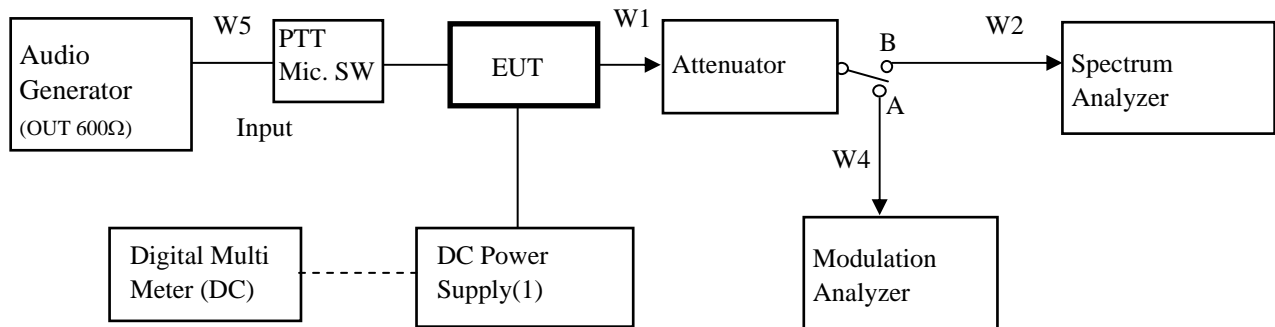 W5
W1
W2
Audio
Generator
(OUT 600Ω)
PTT
Mic. SW
Input
EUT
Attenuator
B
A
Spectrum
Analyzer
W4
Digital Multi
Meter (DC)
DC Power
Supply(1)
Modulation
Analyzer